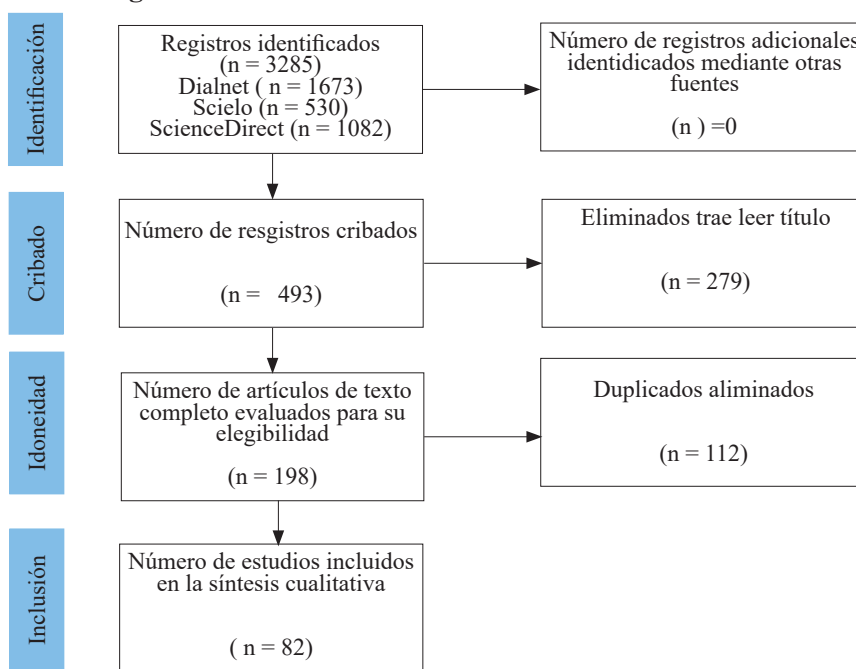 Identificación
Registros identificados
(n = 3285)
Dialnet ( n = 1673)
Scielo (n = 530)
ScienceDirect (n = 1082)
Número de registros adicionales
identidicados mediante otras
fuentes
(n ) =0
Cribado
Número de resgistros cribados
(n = 493)
Eliminados trae leer título
(n = 279)
Idoneidad
Número de artículos de texto
completo evaluados para su
elegibilidad
(n = 198)
Duplicados aliminados
(n = 112)
Inclusión
Número de estudios incluidos
en la síntesis cualitativa
( n = 82)